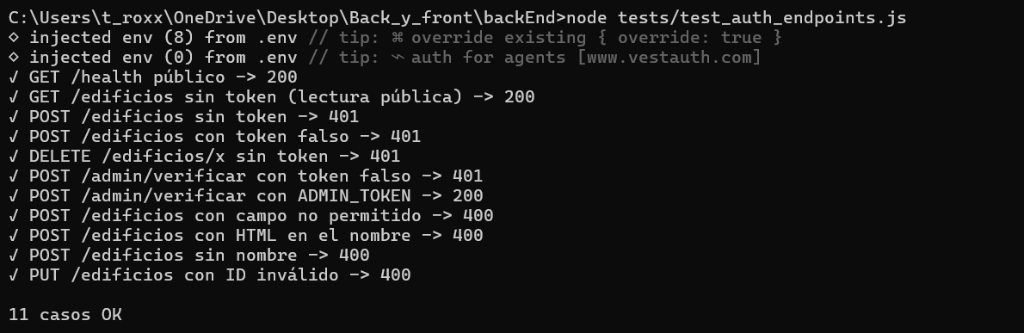 C:\Users\t_roxx\OneDrive\Desktop\Back_y_front\backEnd>node tests/test_auth_endpoints.js
◇ injected env (8) from .env // tip: ⌘ override existing { override: true }
◇ injected env (0) from .env // tip: ⌁ auth for agents [www.vestauth.com]
√ GET /health público -> 200
√ GET /edificios sin token (lectura pública) -> 200
√ POST /edificios sin token -> 401
√ POST /edificios con token falso -> 401
√ DELETE /edificios/x sin token -> 401
√ POST /admin/verificar con token falso -> 401
√ POST /admin/verificar con ADMIN_TOKEN -> 200
√ POST /edificios con campo no permitido -> 400
√ POST /edificios con HTML en el nombre -> 400
√ POST /edificios sin nombre -> 400
√ PUT /edificios con ID inválido -> 400
11 casos OK